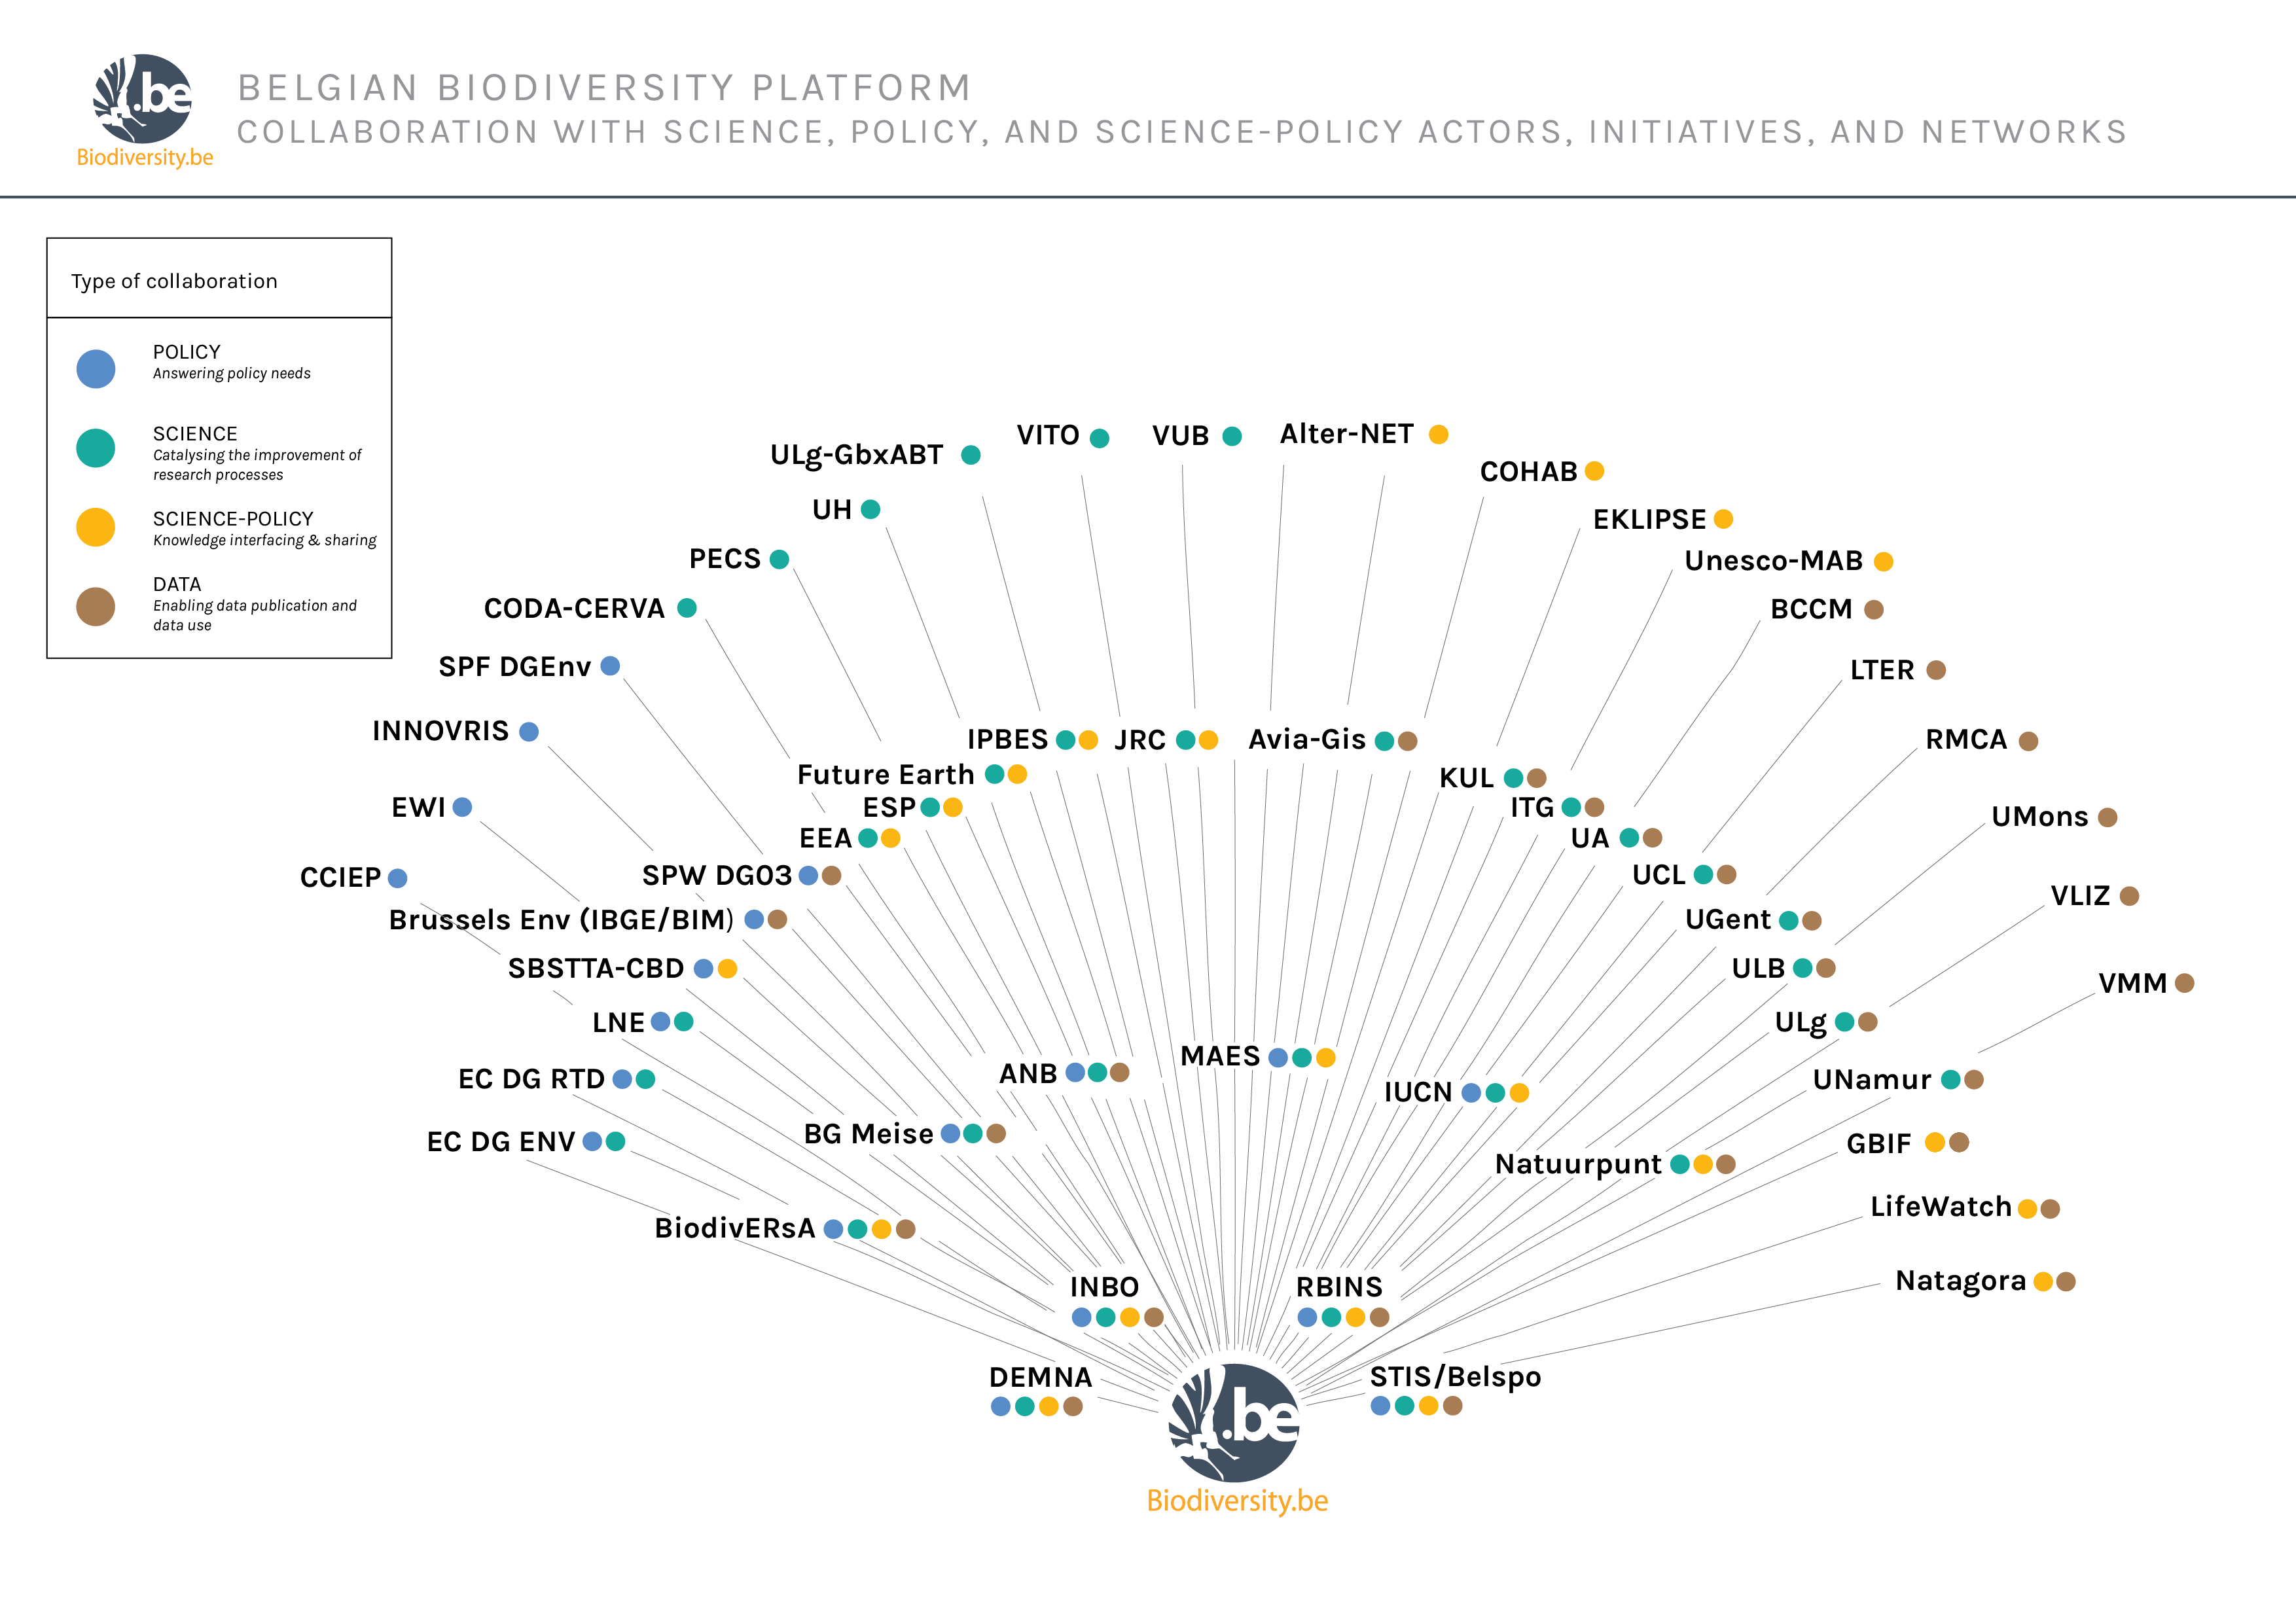 .be
Biodiversity.be
BELGIAN BIODIVERSITY PLATFORM
COLLABORATION WITH SCIENCE, POLICY, AND SCIENCE-POLICY ACTORS, INITIATIVES, AND NETWORKS
Type of collaboration
POLICY
Answering policy needs
SCIENCE
Catalysing the improvement of
research processes
SCIENCE-POLICY
Knowledge interfacing & sharing
DATA
Enabling data publication and
data use
VITO
VUB
Alter-NET
ULg-GbxABT
COHAB
UH
EKLIPSE
PECS
Unesco-MAB
CODA-CERVA
BCCM
SPF DGEnv
LTER
INNOVRIS
IPBES
JRC
Avia-Gis
RMCA
Future Earth
KUL
EWI
ESP
ITG
UMons
EEA
UA
CCIEP
SPW DG03
UCL
VLIZ
Brussels Env (IBGE/BIM)
UGent
SBSTTA-CBD
ULB
VMM
LNE
ULg
EC DG RTD
ANB
MAES
IUCN
UNamur
EC DG ENV
BG Meise
GBIF
Natuurpunt
BiodivERsA
LifeWatch
INBO
RBINS
Natagora
DEMNA
STIS/Belspo
.be
Biodiversity.be